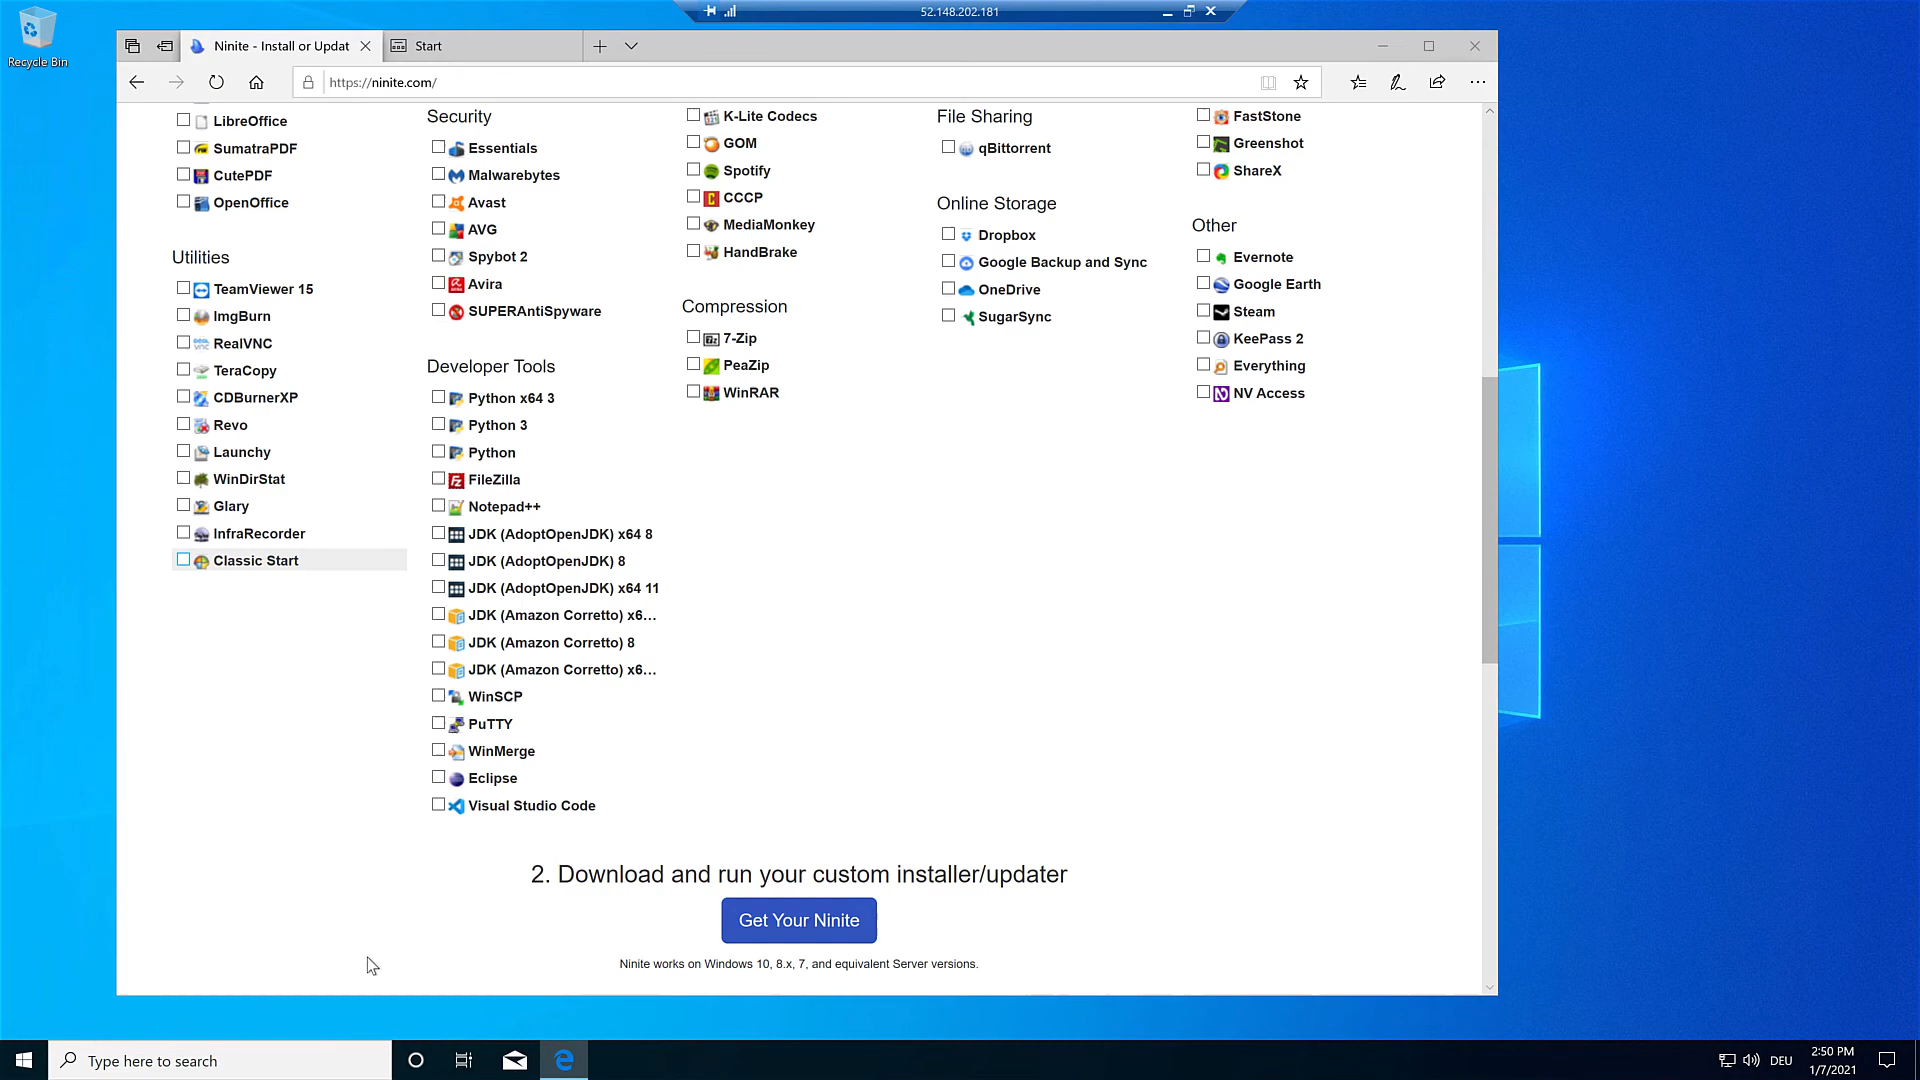 52.148.202.181
Recycle Bin
Ninite - Install or Updat
Start
https://ninite.com/
LibreOffice
SumatraPDF
CutePDF
OpenOffice
Utilities
TeamViewer 15
ImgBurn
RealVNC
TeraCopy
CDBurnerXP
Revo
Launchy
WinDirStat
Glary
InfraRecorder
Classic Start
Security
Essentials
Malwarebytes
Avast
AVG
Spybot 2
Avira
SUPERAntiSpyware
Developer Tools
Python x64 3
Python 3
Python
FileZilla
Notepad++
JDK (AdoptOpenJDK) x64 8
JDK (AdoptOpenJDK) 8
JDK (AdoptOpenJDK) x64 11
JDK (Amazon Corretto) x6...
JDK (Amazon Corretto) 8
JDK (Amazon Corretto) x6...
WinSCP
PuTTY
WinMerge
Eclipse
Visual Studio Code
K-Lite Codecs
GOM
Spotify
CCCP
MediaMonkey
HandBrake
Compression
7-Zip
PeaZip
WinRAR
File Sharing
qBittorrent
Online Storage
Dropbox
Google Backup and Sync
OneDrive
SugarSync
FastStone
Greenshot
ShareX
Other
Evernote
Google Earth
Steam
KeePass 2
Everything
NV Access
2. Download and run your custom installer/updater
Get Your Ninite
Ninite works on Windows 10, 8.x, 7, and equivalent Server versions.
Type here to search
DEU
2:50 PM
1/7/2021